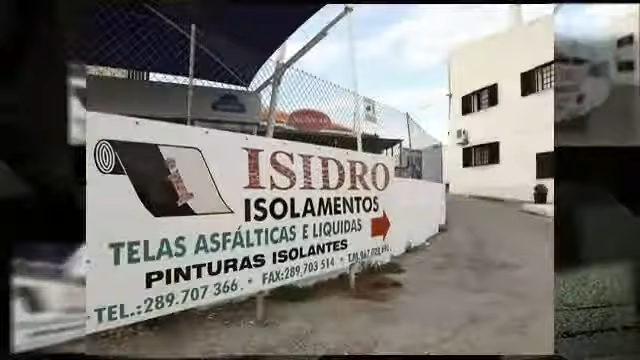 ISIDRO
ISOLAMENTOS
TELAS ASFÁLTICAS E LIQUIDAS
PINTURAS ISOLANTES
TEL.:289.707 366 • FAX:289.703 514 •